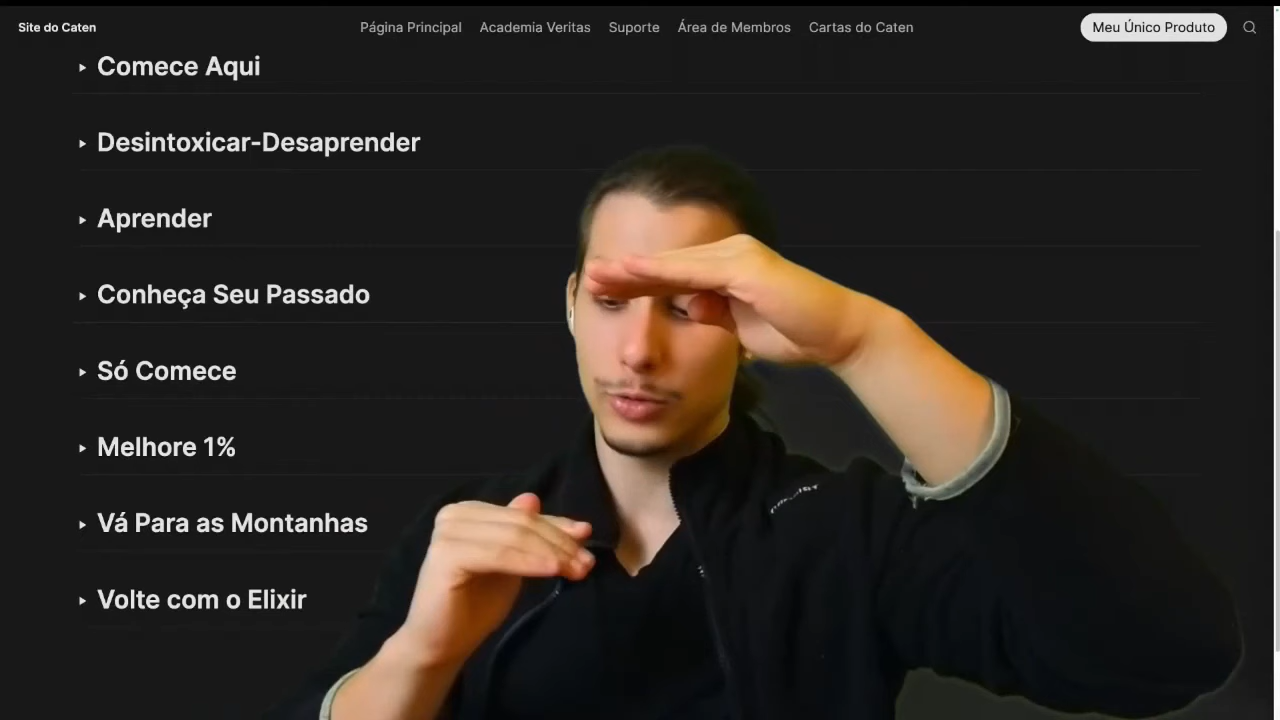 Site do Caten
Página Principal Academia Veritas Suporte Área de Membros Cartas do Caten
Meu Único Produto
Comece Aqui
Desintoxicar-Desaprender
Aprender
Conheça Seu Passado
Só Comece
Melhore 1%
Vá Para as Montanhas
Volte com o Elixir